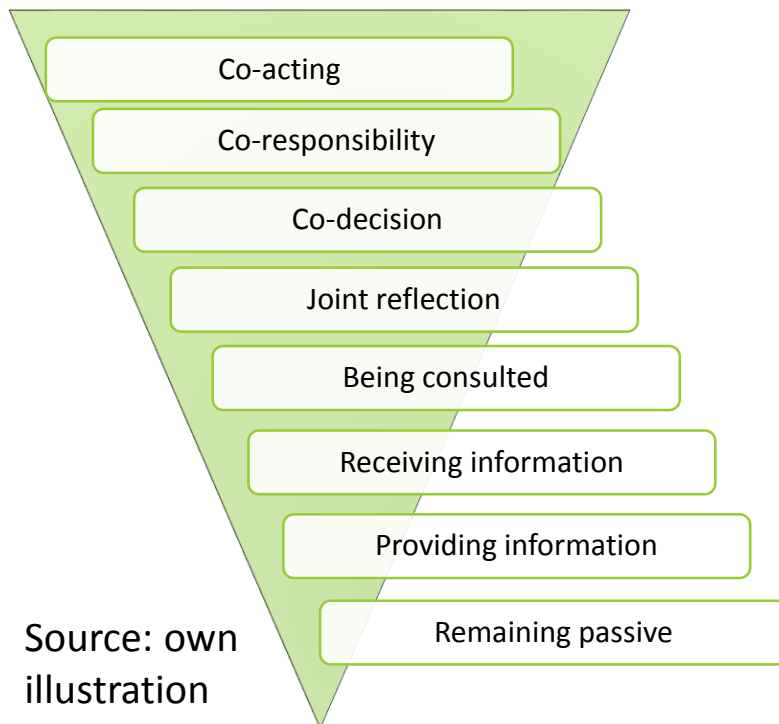 Co-acting
Co-responsibility
Co-decision
Joint reflection
Being consulted
Receiving information
Providing information
Remaining passive
Source: own
illustration